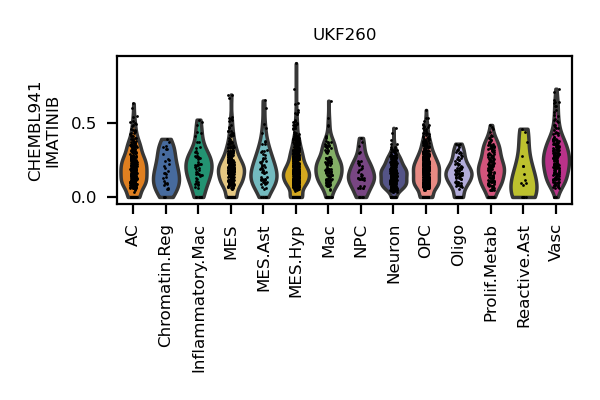 UKF260
CHEMBL941
IMATINIB
0.5
0.0
AC
Chromatin.Reg
Inflammatory.Mac
MES
MES.Ast
MES.Hyp
Mac
NPC
Neuron
OPC
Oligo
Prolif.Metab
Reactive.Ast
Vasc